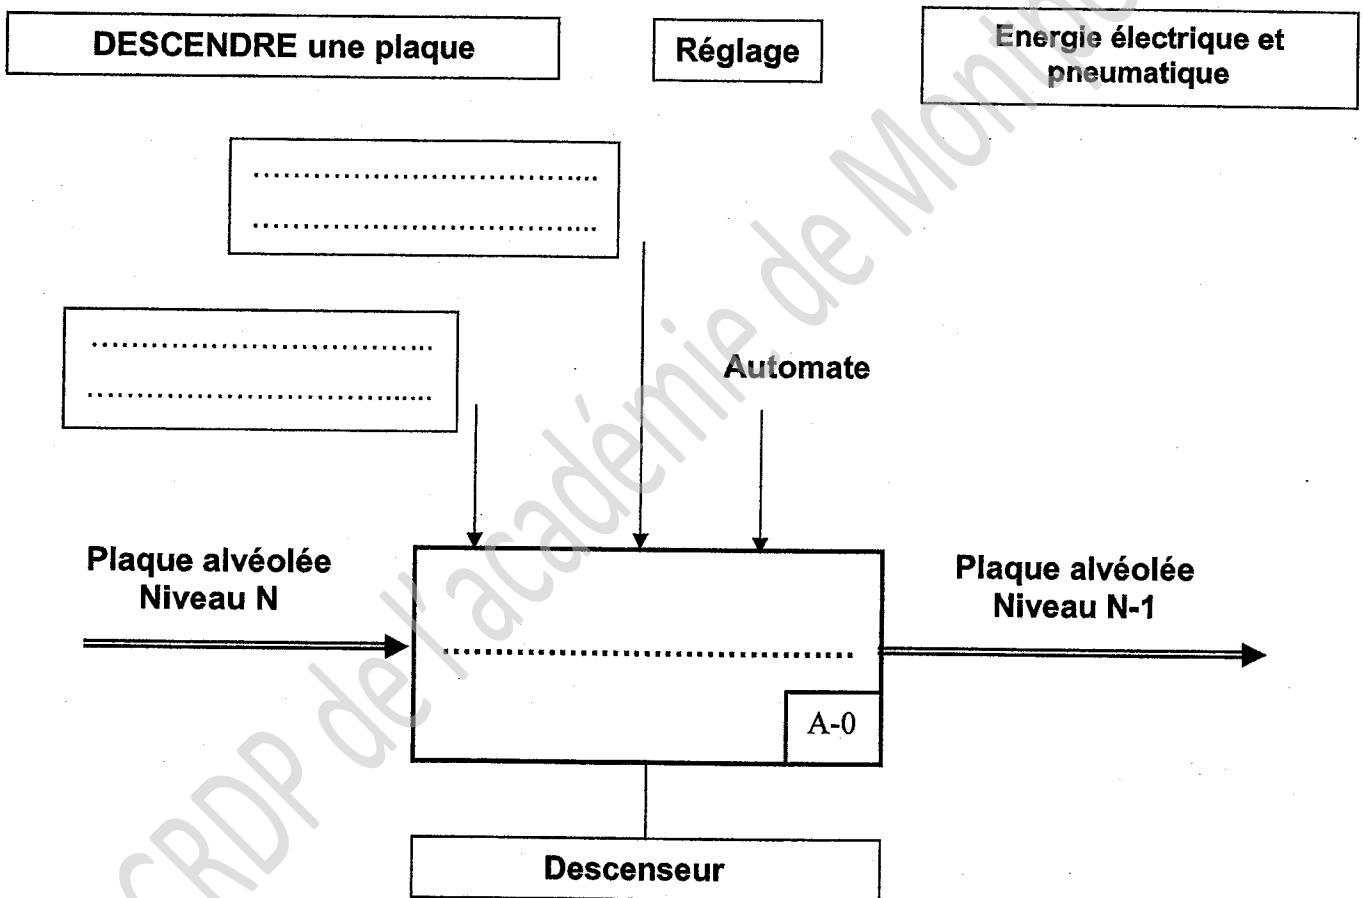 DESCENDRE une plaque
Réglage
Energie électrique et
pneumatique
Automate
Plaque alvéolée
Niveau N
Plaque alvéolée
Niveau N-1
A-0
Descenseur
CRDP de l'académie de Montpe